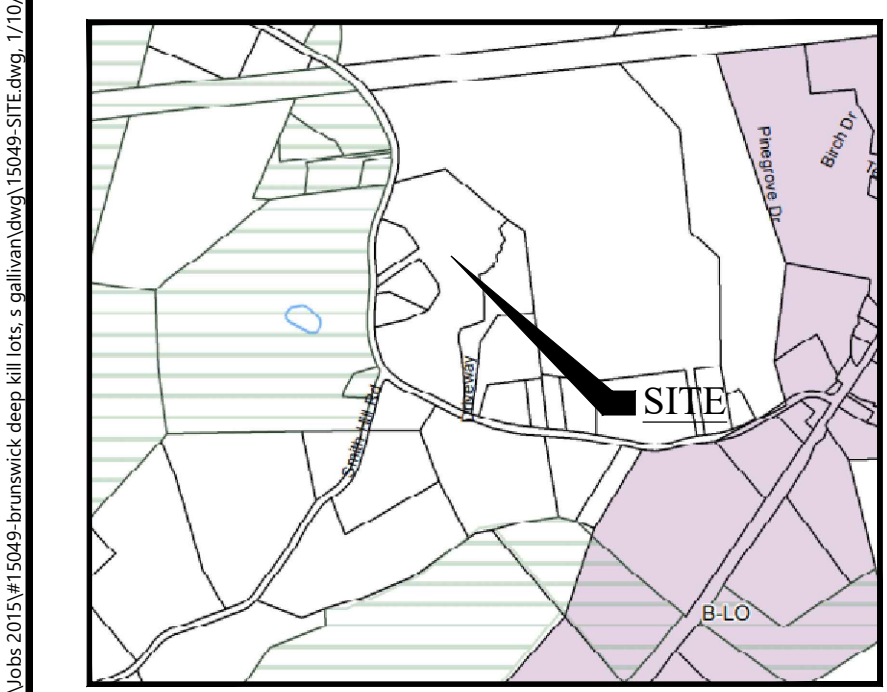 \Jobs 2015\#15049-brunswick deep kill lots, s gallivan\dwg\15049-SITE.dwg, 1/10/
Pinegrove Dr
Birch Dr
Driveway
SITE
Smith Hill Rd
B-LO